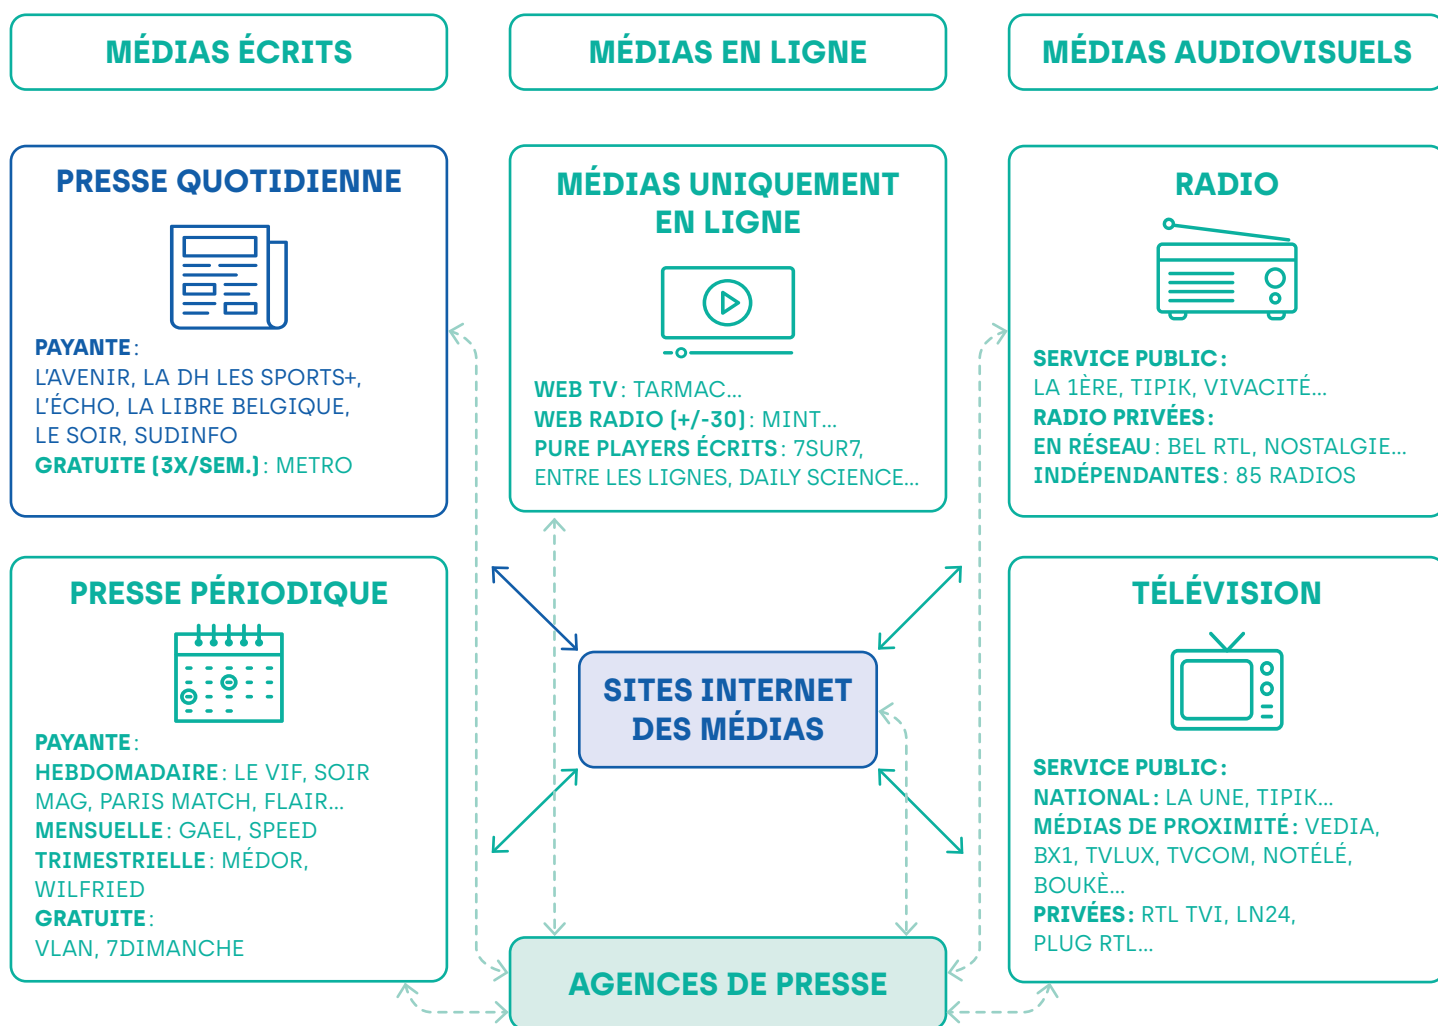 MÉDIAS ÉCRITS
MÉDIAS EN LIGNE
MÉDIAS AUDIOVISUELS
PRESSE QUOTIDIENNE
PAYANTE :
L'AVENIR, LA DH LES SPORTS+,
L'ÉCHO, LA LIBRE BELGIQUE,
LE SOIR, SUDINFO
GRATUITE (3X/SEM.) : METRO
MÉDIAS UNIQUEMENT
EN LIGNE
WEB TV : TARMAC...
WEB RADIO (+/-30) : MINT...
PURE PLAYERS ÉCRITS : 7SUR7,
ENTRE LES LIGNES, DAILY SCIENCE...
RADIO
SERVICE PUBLIC :
LA 1ÈRE, TIPIK, VIVACITÉ...
RADIO PRIVÉES :
EN RÉSEAU : BEL RTL, NOSTALGIE...
INDÉPENDANTES : 85 RADIOS
PRESSE PÉRIODIQUE
PAYANTE :
HEBDOMADAIRE : LE VIF, SOIR
MAG, PARIS MATCH, FLAIR...
MENSUELLE : GAEL, SPEED
TRIMESTRIELLE : MÉDOR,
WILFRIED
GRATUITE :
VLAN, 7DIMANCHE
SITES INTERNET
DES MÉDIAS
TÉLÉVISION
SERVICE PUBLIC :
NATIONAL : LA UNE, TIPIK...
MÉDIAS DE PROXIMITÉ : VEDIA,
BX1, TVLUX, TVCOM, NOTÉLÉ,
BOUKÈ...
PRIVÉES : RTL TVI, LN24,
PLUG RTL...
AGENCES DE PRESSE